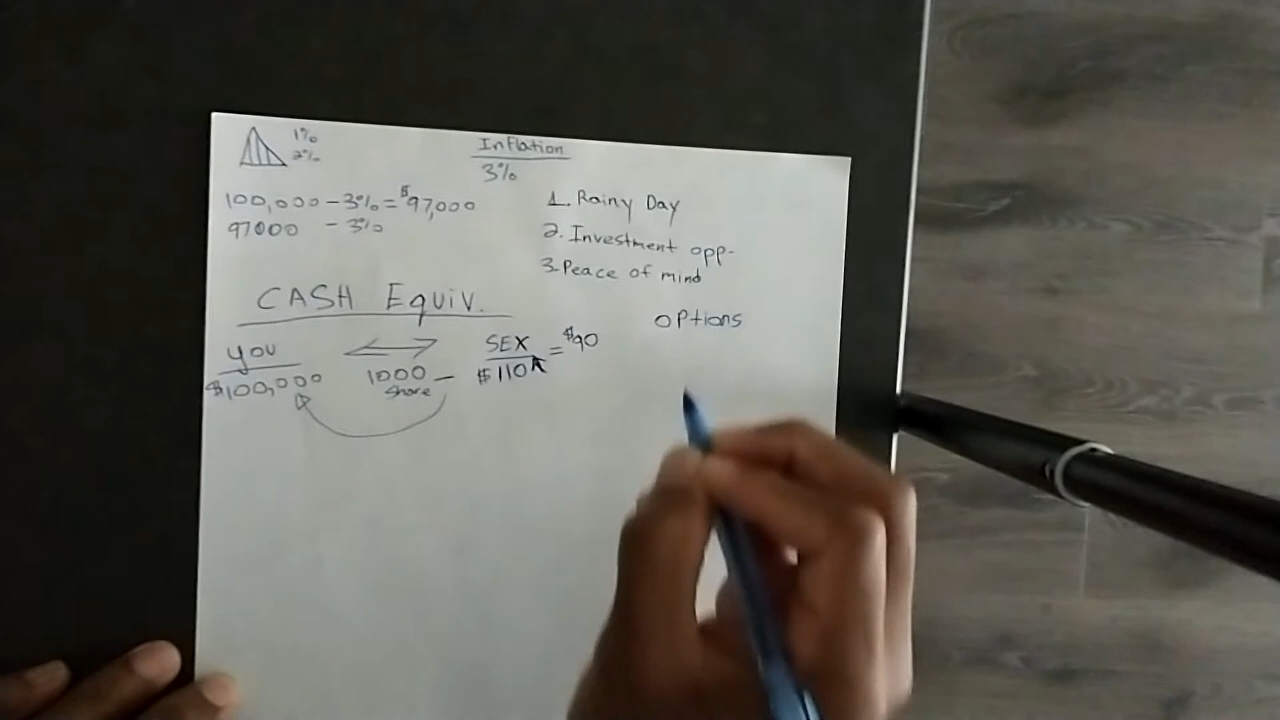 1%
2%
Inflation
3%
100,000 - 3% = $97,000
97000 - 3%
1. Rainy Day
2. Investment opp-
3. Peace of mind
CASH Equiv.
options
you
SEX = $90
$100,000
1000
Share
$110K